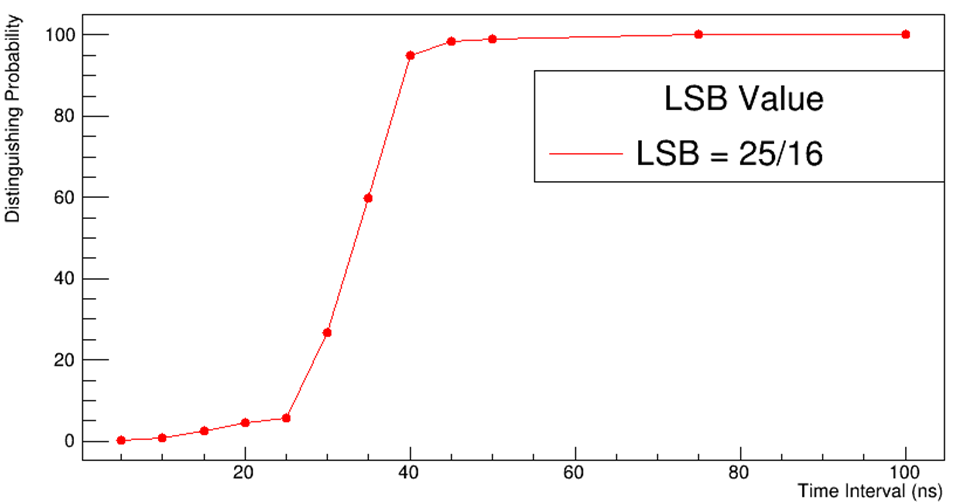 Distinguishing Probability
100
80
60
40
20
0
LSB Value
LSB = 25/16
20 40 60 80 100
Time Interval (ns)